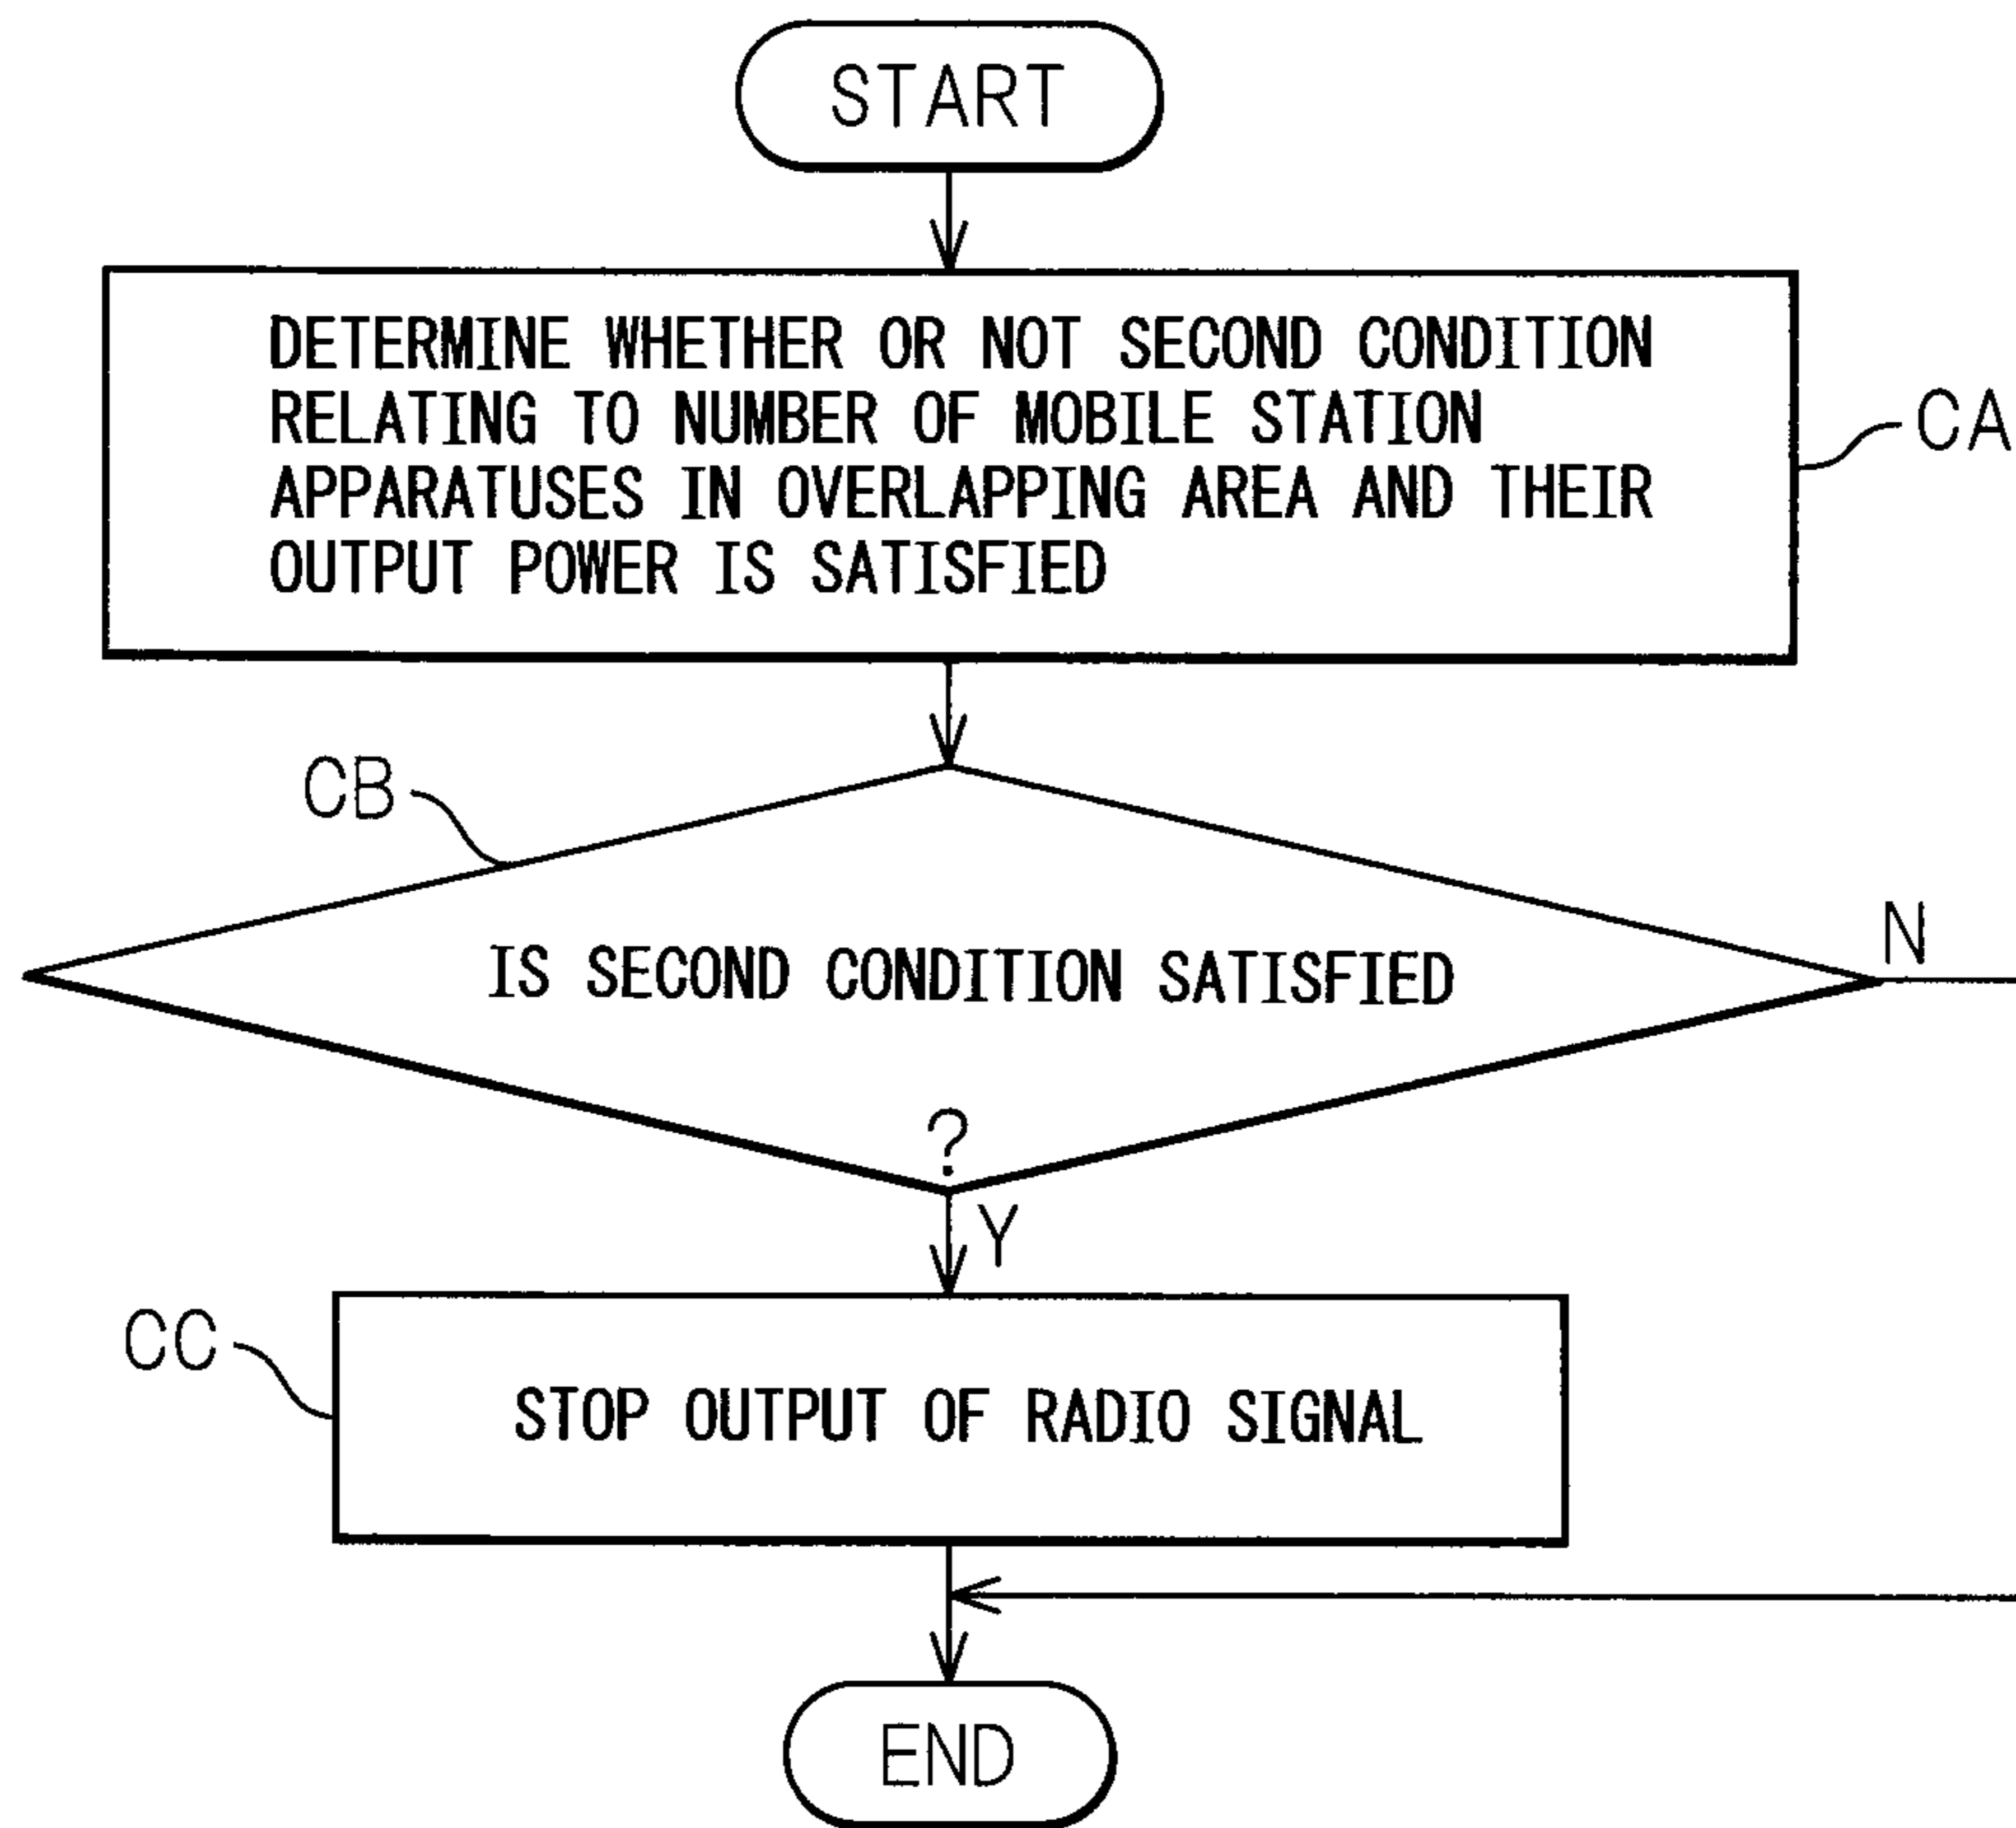 START
DETERMINE WHETHER OR NOT SECOND CONDITION
RELATING TO NUMBER OF MOBILE STATION
APPARATUSES IN OVERLAPPING AREA AND THEIR
OUTPUT POWER IS SATISFIED
CA
CB
IS SECOND CONDITION SATISFIED
?
N
Y
CC
STOP OUTPUT OF RADIO SIGNAL
END